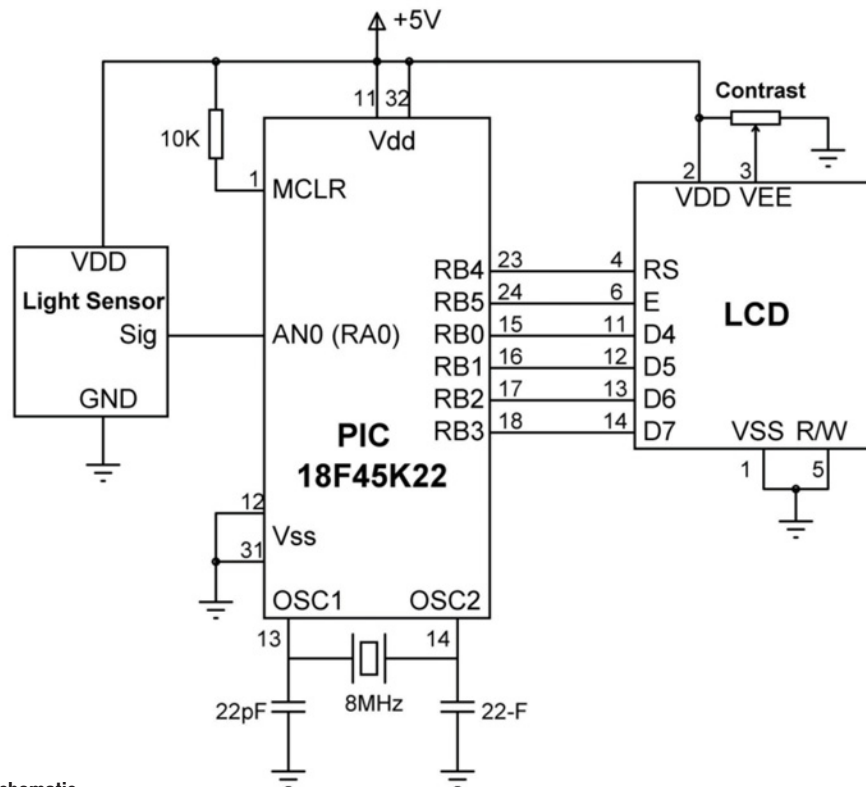 +5V
11 32
Contrast
10K
Vdd
1 MCLR
2 3
VDD VEE
VDD
Light Sensor
Sig
GND
AN0 (RA0)
RB4 23 4 RS
RB5 24 6 E
RB0 15 11 D4
RB1 16 12 D5
RB2 17 13 D6
RB3 18 14 D7
LCD
VSS R/W
1 5
PIC
18F45K22
12
Vss
31
OSC1 OSC2
13 14
22pF 8MHz 22-F